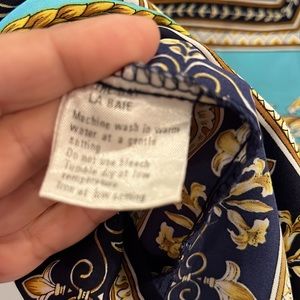 LA BAIE
Machine wash in warm
water at a gentle
setting
Do not use bleach
Tumble dry at low
temperature
Iron at low setting